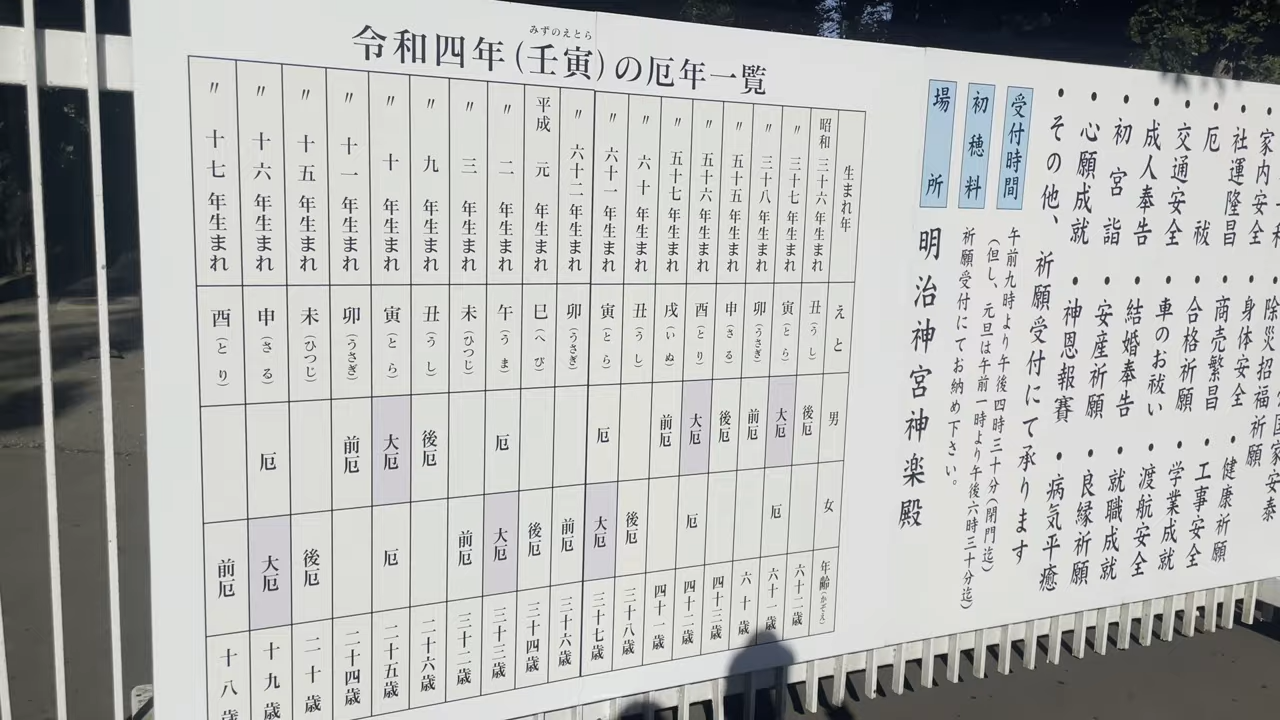 家内安全
除災招福祈願
国家安泰
社運隆昌
身体安全
健康祈願
厄祓
商売繁昌
工事安全
交通安全
合格祈願
学業成就
成人奉告
車のお祓い
渡航安全
初宮詣
結婚奉告
就職成就
心願成就
安産祈願
良縁祈願
神恩報賽
病気平癒
その他、祈願受付にて承ります
受付時間
午前九時より午後四時三十分(閉門迄)
(但し、元旦は午前一時より午後六時三十分迄)
初穂料
祈願受付にてお納め下さい。
場所
明治神宮神楽殿
みずのえとら
令和四年(壬寅)の厄年一覧
生まれ年 えと 男 女 年齢(かぞえ)
昭和 三十六 年生まれ 丑(うし) 後厄 六十二歳
〃 三十七 年生まれ 寅(とら) 大厄 厄 六十一歳
〃 三十八 年生まれ 卯(うさぎ) 前厄 六十歳
〃 五十五 年生まれ 申(さる) 後厄 四十三歳
〃 五十六 年生まれ 酉(とり) 大厄 厄 四十二歳
〃 五十七 年生まれ 戌(いぬ) 前厄 四十一歳
〃 六十 年生まれ 丑(うし) 後厄 三十八歳
〃 六十一 年生まれ 寅(とら) 厄 大厄 三十七歳
〃 六十二 年生まれ 卯(うさぎ) 前厄 三十六歳
平成 元 年生まれ 巳(へび) 後厄 三十四歳
〃 二 年生まれ 午(うま) 厄 大厄 三十三歳
〃 三 年生まれ 未(ひつじ) 前厄 三十二歳
〃 九 年生まれ 丑(うし) 後厄 二十六歳
〃 十 年生まれ 寅(とら) 大厄 厄 二十五歳
〃 十一 年生まれ 卯(うさぎ) 前厄 二十四歳
〃 十五 年生まれ 未(ひつじ) 後厄 二十歳
〃 十六 年生まれ 申(さる) 厄 大厄 十九歳
〃 十七 年生まれ 酉(とり) 前厄 十八歳